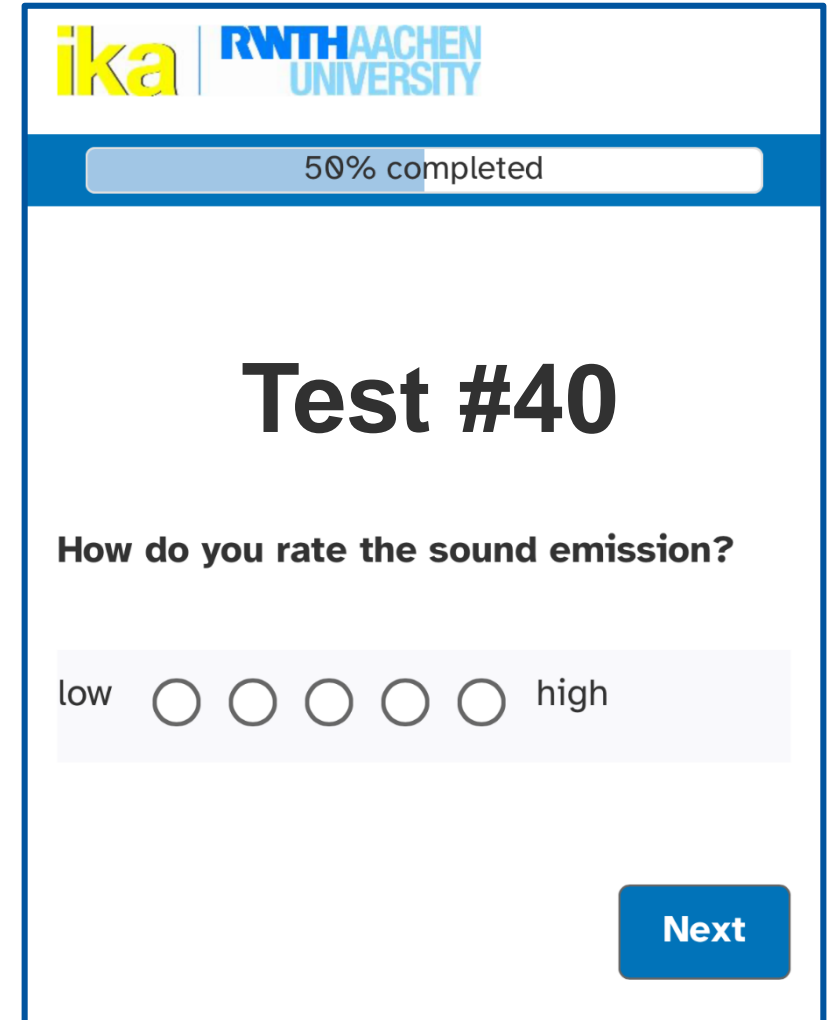 ika RWTHAACHEN
UNIVERSITY
50% completed
Test #40
How do you rate the sound emission?
low high
Next